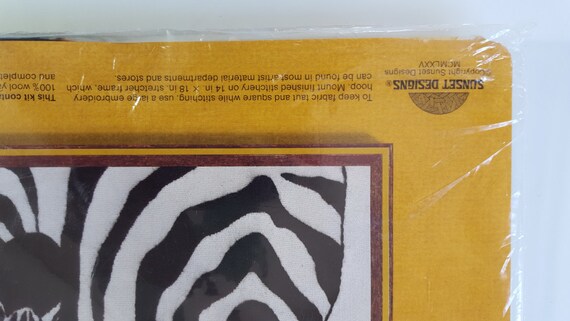 This kit cont
100% wool ya
and complet
To keep fabric taut and square while stitching, use a large embroidery
hoop. Mount finished stitchery on 14 in. X 18 in. stretcher frame, which
can be found in most artist material departments and stores.
SUNSET DESIGNS®
©Copyright Sunset Designs
MCMLXXV